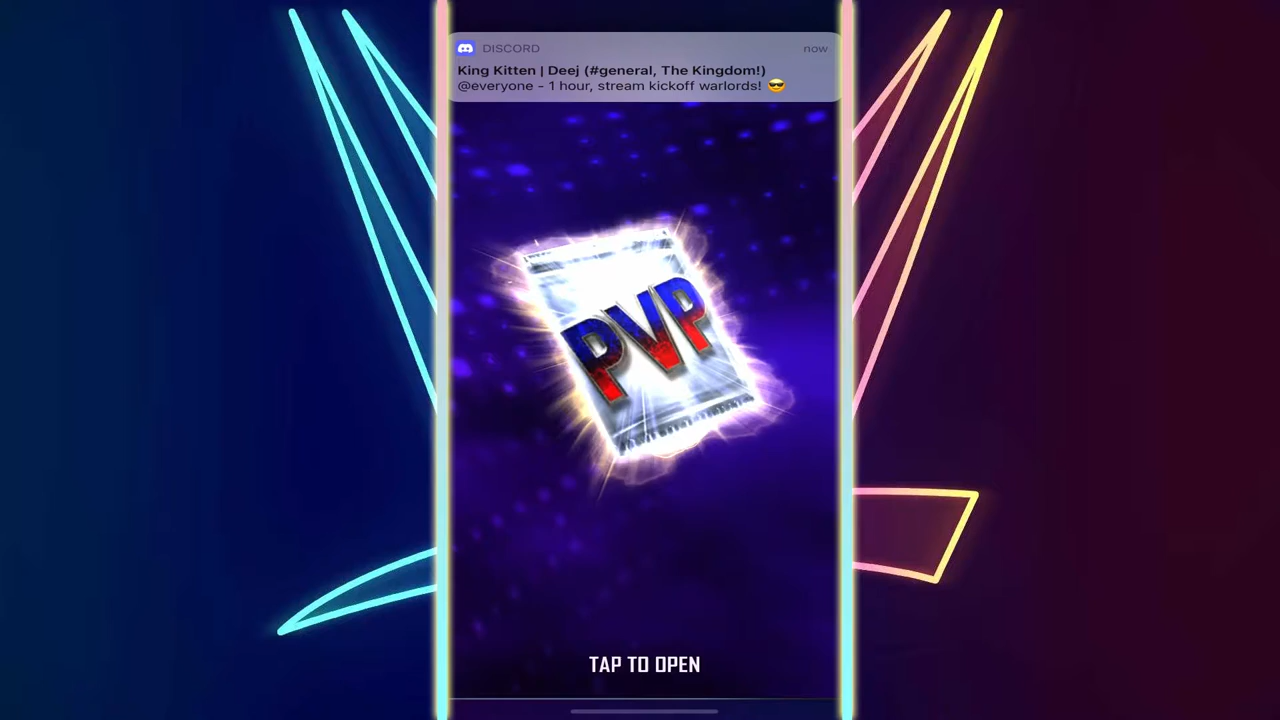 DISCORD now
King Kitten | Deej (#general, The Kingdom!)
@everyone - 1 hour, stream kickoff warlords! 😎
PVP
TAP TO OPEN